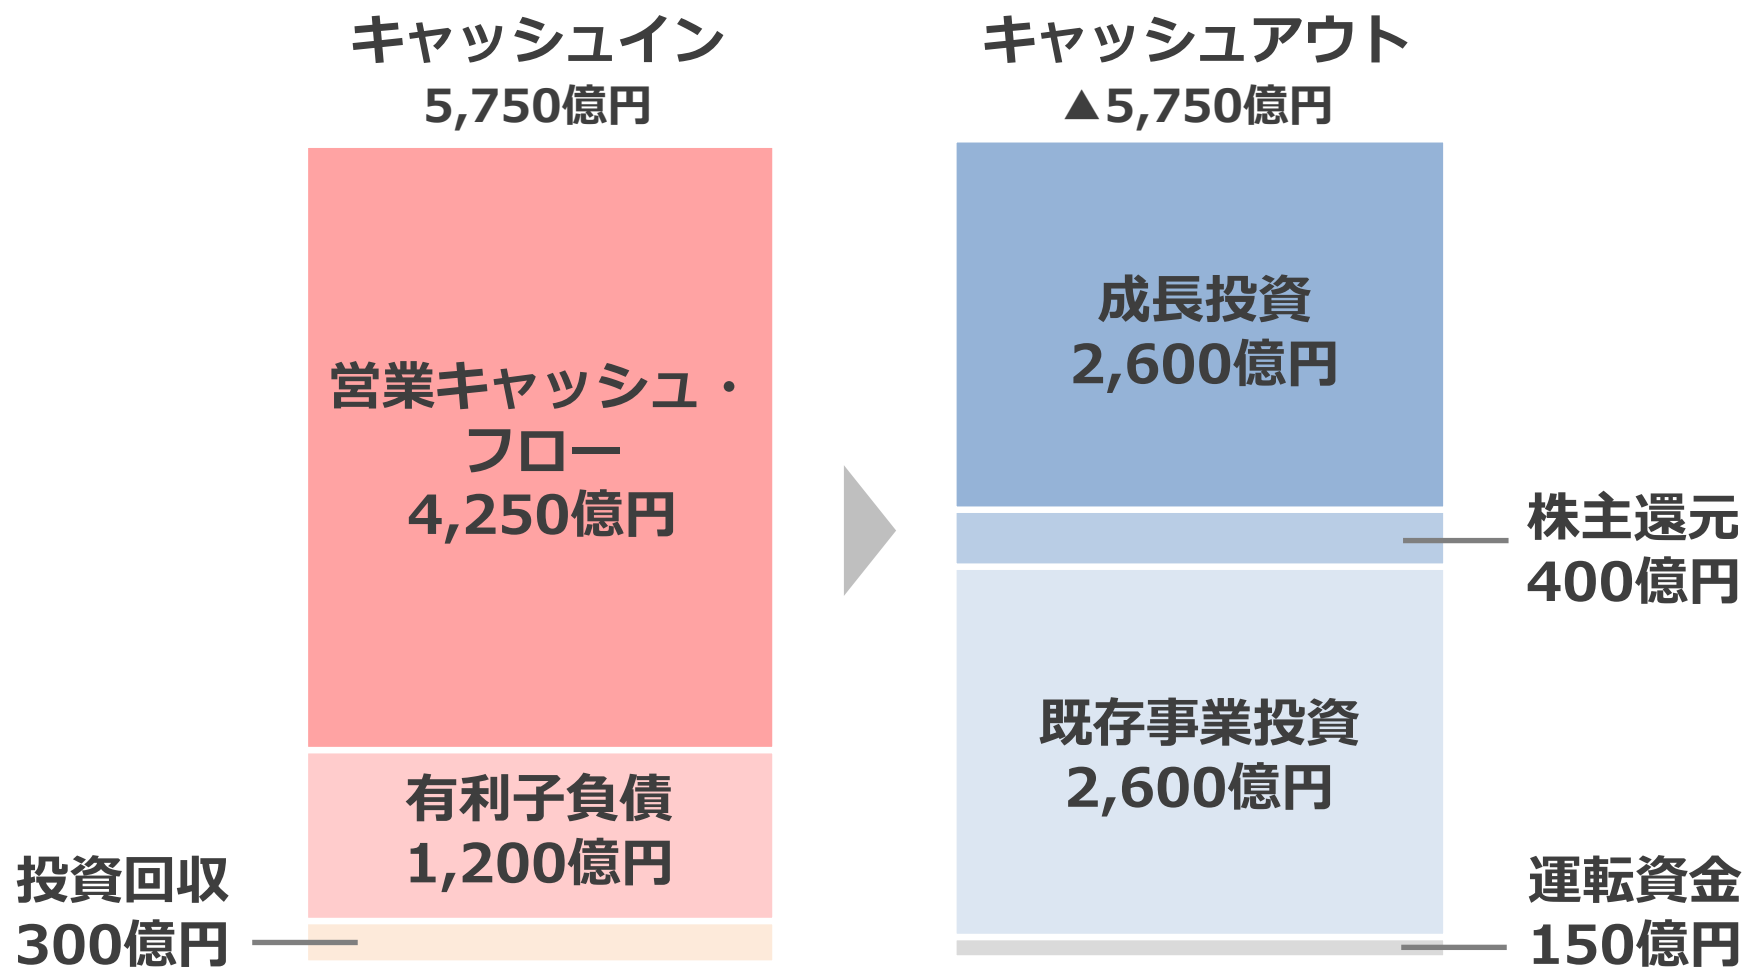 キャッシュイン
5,750億円
営業キャッシュ・
フロー
4,250億円
有利子負債
1,200億円
投資回収
300億円
キャッシュアウト
▲5,750億円
成長投資
2,600億円
株主還元
400億円
既存事業投資
2,600億円
運転資金
150億円